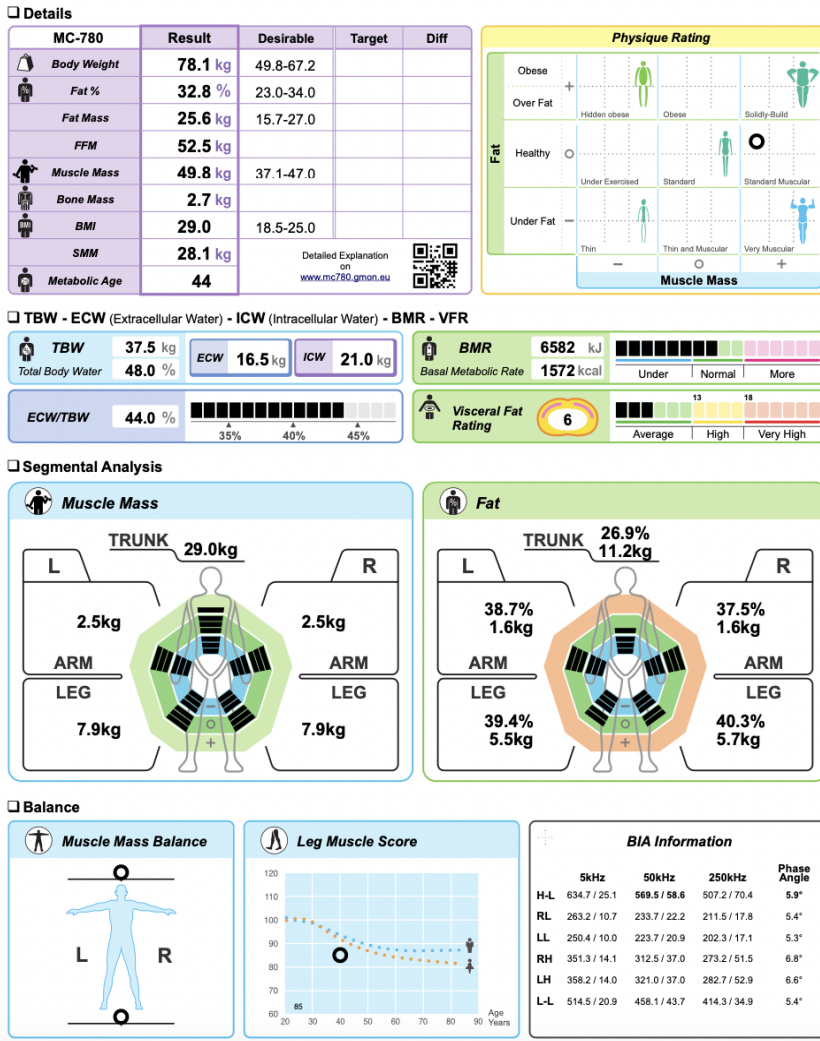 Details
MC-780 Result Desirable Target Diff
Body Weight 78.1 kg 49.8-67.2
Fat % 32.8 % 23.0-34.0
Fat Mass 25.6 kg 15.7-27.0
FFM 52.5 kg
Muscle Mass 49.8 kg 37.1-47.0
Bone Mass 2.7 kg
BMI BMI 29.0 18.5-25.0
SMM 28.1 kg
Detailed Explanation
on
www.mc780.gmon.eu
Metabolic Age 44
Physique Rating
Fat
Obese +
Over Fat
Hidden obese Obese Solidly-Build
Healthy
Under Exercised Standard Standard Muscular
Under Fat −
Thin Thin and Muscular Very Muscular
− O +
Muscle Mass
TBW - ECW (Extracellular Water) - ICW (Intracellular Water) - BMR - VFR
TBW 37.5 kg
Total Body Water 48.0 %
ECW 16.5 kg ICW 21.0 kg
BMR 6582 kJ
Basal Metabolic Rate 1572 kcal
Under Normal More
ECW/TBW 44.0 %
35% 40% 45%
Visceral Fat
Rating
6
13 18
Average High Very High
Segmental Analysis
Muscle Mass
TRUNK 29.0kg
L R
2.5kg 2.5kg
ARM ARM
LEG LEG
7.9kg 7.9kg
− O +
Fat
TRUNK 26.9%
11.2kg
L R
38.7% 37.5%
1.6kg 1.6kg
ARM ARM
LEG LEG
39.4% 40.3%
5.5kg 5.7kg
− O +
Balance
Muscle Mass Balance
L R
Leg Muscle Score
120
110
100
90
80
70
60
85
20 30 40 50 60 70 80 90
Age
Years
BIA Information
5kHz 50kHz 250kHz Phase Angle
H-L 634.7 / 25.1 569.5 / 58.6 507.2 / 70.4 5.9°
RL 263.2 / 10.7 233.7 / 22.2 211.5 / 17.8 5.4°
LL 250.4 / 10.0 223.7 / 20.9 202.3 / 17.1 5.3°
RH 351.3 / 14.1 312.5 / 37.0 273.2 / 51.5 6.8°
LH 358.2 / 14.0 321.0 / 37.0 282.7 / 52.9 6.6°
L-L 514.5 / 20.9 458.1 / 43.7 414.3 / 34.9 5.4°